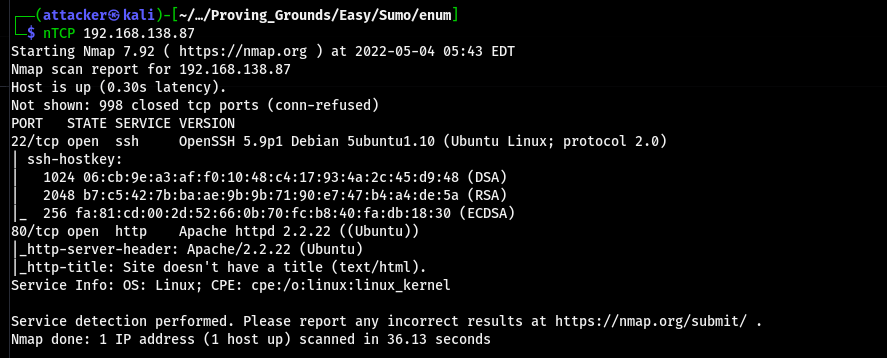 ┌──(attacker㉿kali)-[~/…/Proving_Grounds/Easy/Sumo/enum]
└─$ nTCP 192.168.138.87
Starting Nmap 7.92 ( https://nmap.org ) at 2022-05-04 05:43 EDT
Nmap scan report for 192.168.138.87
Host is up (0.30s latency).
Not shown: 998 closed tcp ports (conn-refused)
PORT   STATE SERVICE VERSION
22/tcp open  ssh     OpenSSH 5.9p1 Debian 5ubuntu1.10 (Ubuntu Linux; protocol 2.0)
| ssh-hostkey:
|   1024 06:cb:9e:a3:af:f0:10:48:c4:17:93:4a:2c:45:d9:48 (DSA)
|   2048 b7:c5:42:7b:ba:ae:9b:9b:71:90:e7:47:b4:a4:de:5a (RSA)
|_  256 fa:81:cd:00:2d:52:66:0b:70:fc:b8:40:fa:db:18:30 (ECDSA)
80/tcp open  http    Apache httpd 2.2.22 ((Ubuntu))
|_http-server-header: Apache/2.2.22 (Ubuntu)
|_http-title: Site doesn't have a title (text/html).
Service Info: OS: Linux; CPE: cpe:/o:linux:linux_kernel

Service detection performed. Please report any incorrect results at https://nmap.org/submit/ .
Nmap done: 1 IP address (1 host up) scanned in 36.13 seconds